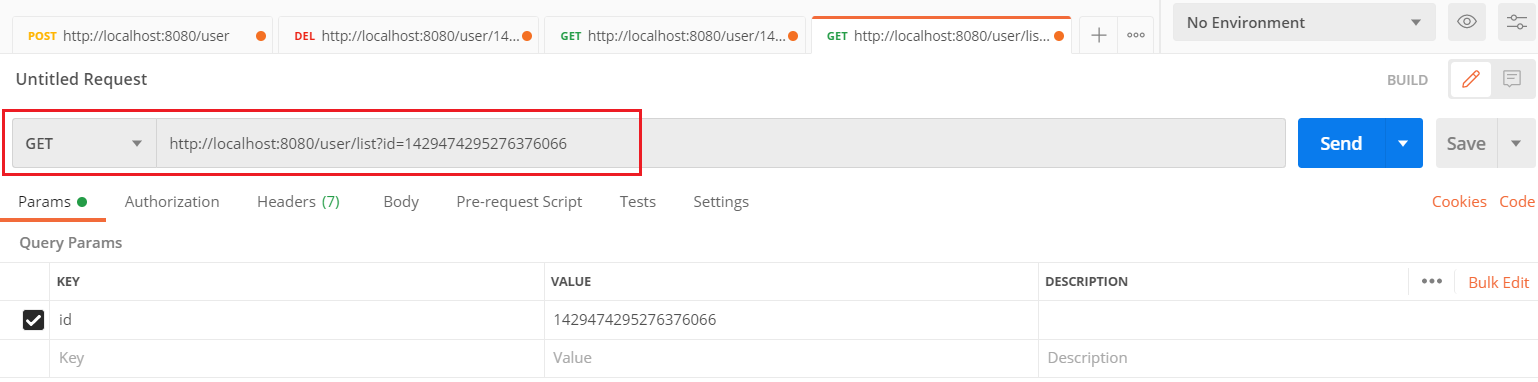 POST http://localhost:8080/user DEL http://localhost:8080/user/14... GET http://localhost:8080/user/14... GET http://localhost:8080/user/lis... No Environment
Untitled Request BUILD
GET http://localhost:8080/user/list?id=1429474295276376066 Send Save
Params Authorization Headers (7) Body Pre-request Script Tests Settings Cookies Code
Query Params
KEY VALUE DESCRIPTION ••• Bulk Edit
id 1429474295276376066
Key Value Description